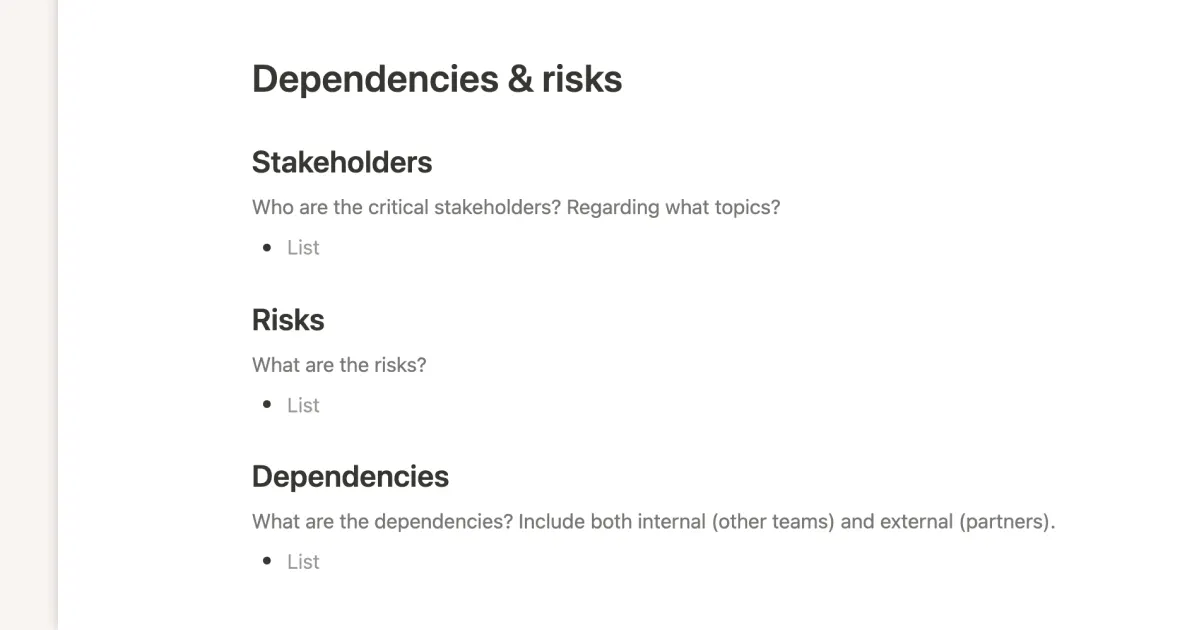 Dependencies & risks
Stakeholders
Who are the critical stakeholders? Regarding what topics?
• List
Risks
What are the risks?
• List
Dependencies
What are the dependencies? Include both internal (other teams) and external (partners).
• List